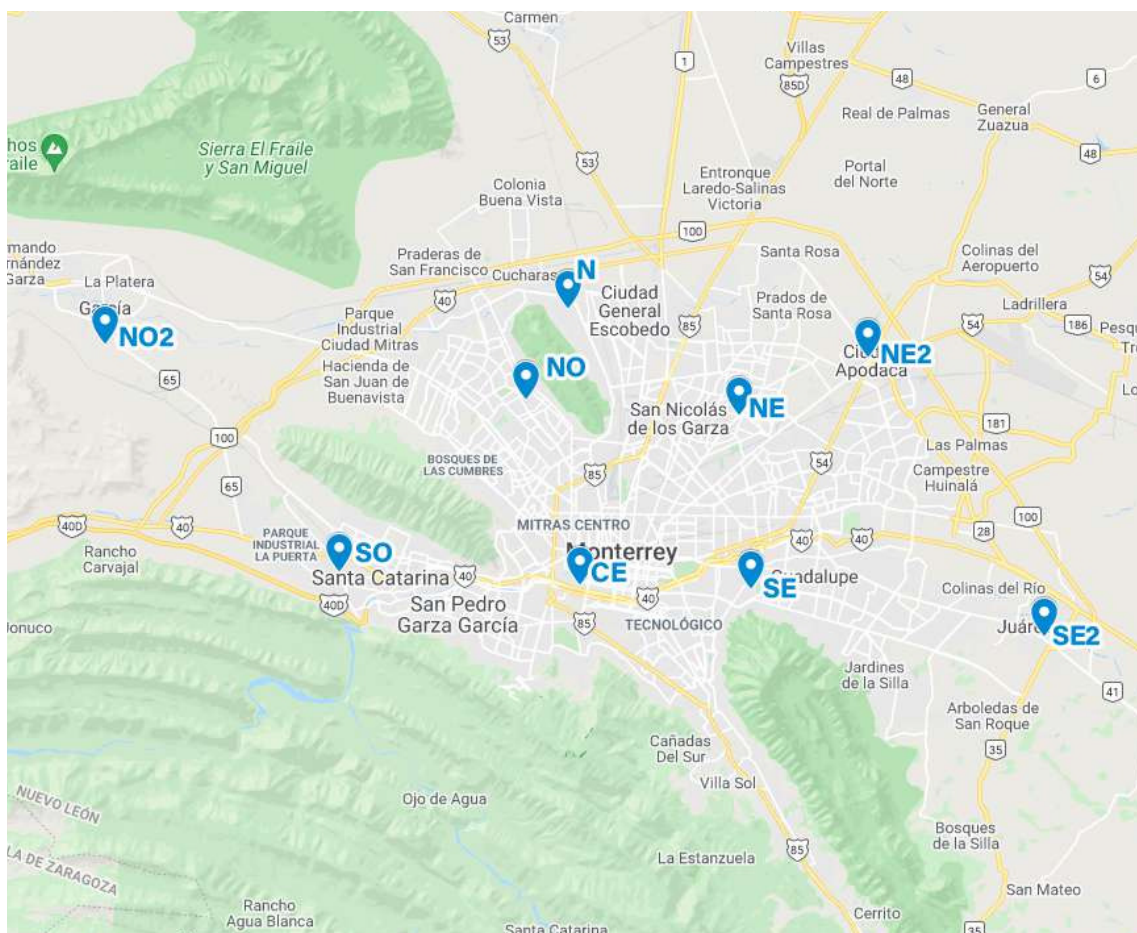 Carmen
53
1
Villas
Campestres
85D
48
6
Real de Palmas
General
Zuazua
Sierra El Fraile
y San Miguel
53
Portal
del Norte
48
Entronque
Laredo-Salinas
Victoria
Colonia
Buena Vista
100
Santa Rosa
Praderas de
San Francisco
Cucharas
N
Colinas del
Aeropuerto
54
Garza
La Platera
García
NO2
40
Parque
Industrial
Ciudad Mitras
Ciudad
General
Escobedo
85
Prados de
Santa Rosa
Ladrillera
186
54
NE2
Apodaca
Hacienda de
San Juan de
Buenavista
NO
65
NE
San Nicolás
de los Garza
181
100
Las Palmas
BOSQUES DE
LAS CUMBRES
85
54
Campestre
Huinalá
65
40D
40
PARQUE
INDUSTRIAL
LA PUERTA
MITRAS CENTRO
28
100
40
40
Rancho
Carvajal
SO
Santa Catarina
40
Monterrey
CE
SE
Colinas del Río
40D
San Pedro
Garza García
40
85
TECNOLÓGICO
SE2
Jardines
de la Silla
41
Arboledas de
San Roque
35
Cañadas
Del Sur
Villa Sol
NUEVO LEÓN
Ojo de Agua
Bosques
de la Silla
85
La Estanzuela
DE ZARAGOZA
San Mateo
Rancho
Agua Blanca
Cerrito
35
Santa Catarina